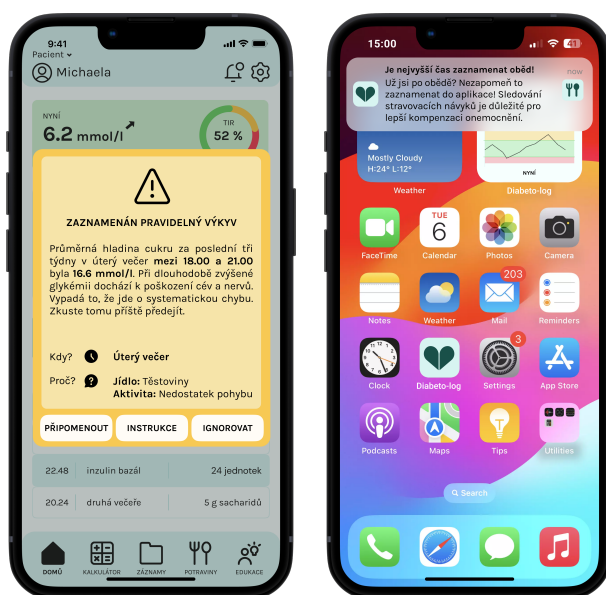 9:41
Pacient
Michaela
NYNÍ
6.2 mmol/l
TIR
52 %
ZAZNAMENÁN PRAVIDELNÝ VÝKYV
Průměrná hladina cukru za poslední tři
týdny v úterý večer mezi 18.00 a 21.00
byla 16.6 mmol/l. Při dlouhodobě zvýšené
glykémii dochází k poškození cév a nervů.
Vypadá to, že jde o systematickou chybu.
Zkuste tomu příště předejít.
Kdy? Úterý večer
Proč? Jídlo: Těstoviny
Aktivita: Nedostatek pohybu
PŘIPOMENOUT INSTRUKCE IGNOROVAT
22.48 inzulin bazál 24 jednotek
20.24 druhá večeře 5 g sacharidů
DOMŮ KALKULÁTOR ZÁZNAMY POTRAVINY EDUKACE
15:00
41
Je nejvyšší čas zaznamenat oběd!
now
Už jsi po obědě? Nezapomeň to
zaznamenat do aplikace! Sledování
stravovacích návyků je důležité pro
lepší kompenzaci onemocnění.
Mostly Cloudy
H:24° L:12°
NYNÍ
Weather Diabeto-log
TUE
6
FaceTime Calendar Photos Camera
203
Notes Weather Mail Reminders
3
Clock Diabeto-log Settings App Store
Podcasts Maps Tips Utilities
Search